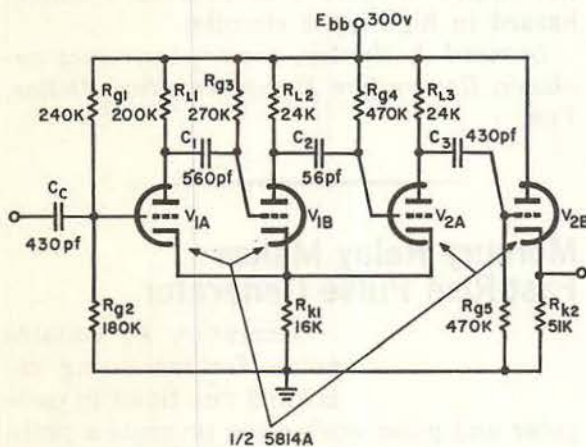 Ebb 300v
Rg1 240K
RL1 200K
Rg3 270K
RL2 24K
Rg4 470K
RL3 24K
C1 560pf
C2 56pf
C3 430pf
Cc 430pf
V1A
V1B
V2A
V2B
Rg2 180K
Rk1 16K
Rg5 470K
Rk2 51K
1/2 5814A